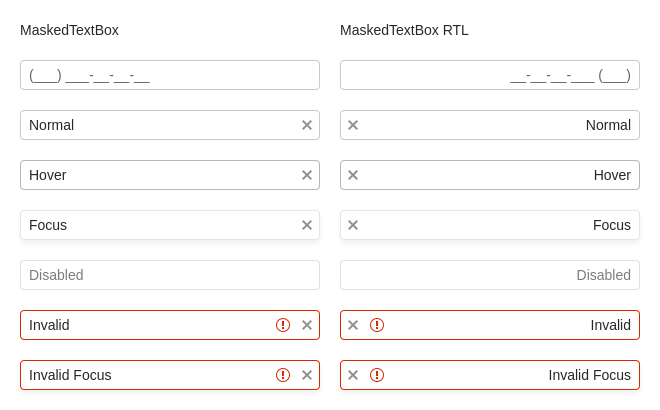 MaskedTextBox
MaskedTextBox RTL
(___) ___-__-__-__
__-__-__-___ (___)
Normal
Normal
Hover
Hover
Focus
Focus
Disabled
Disabled
Invalid
Invalid
Invalid Focus
Invalid Focus